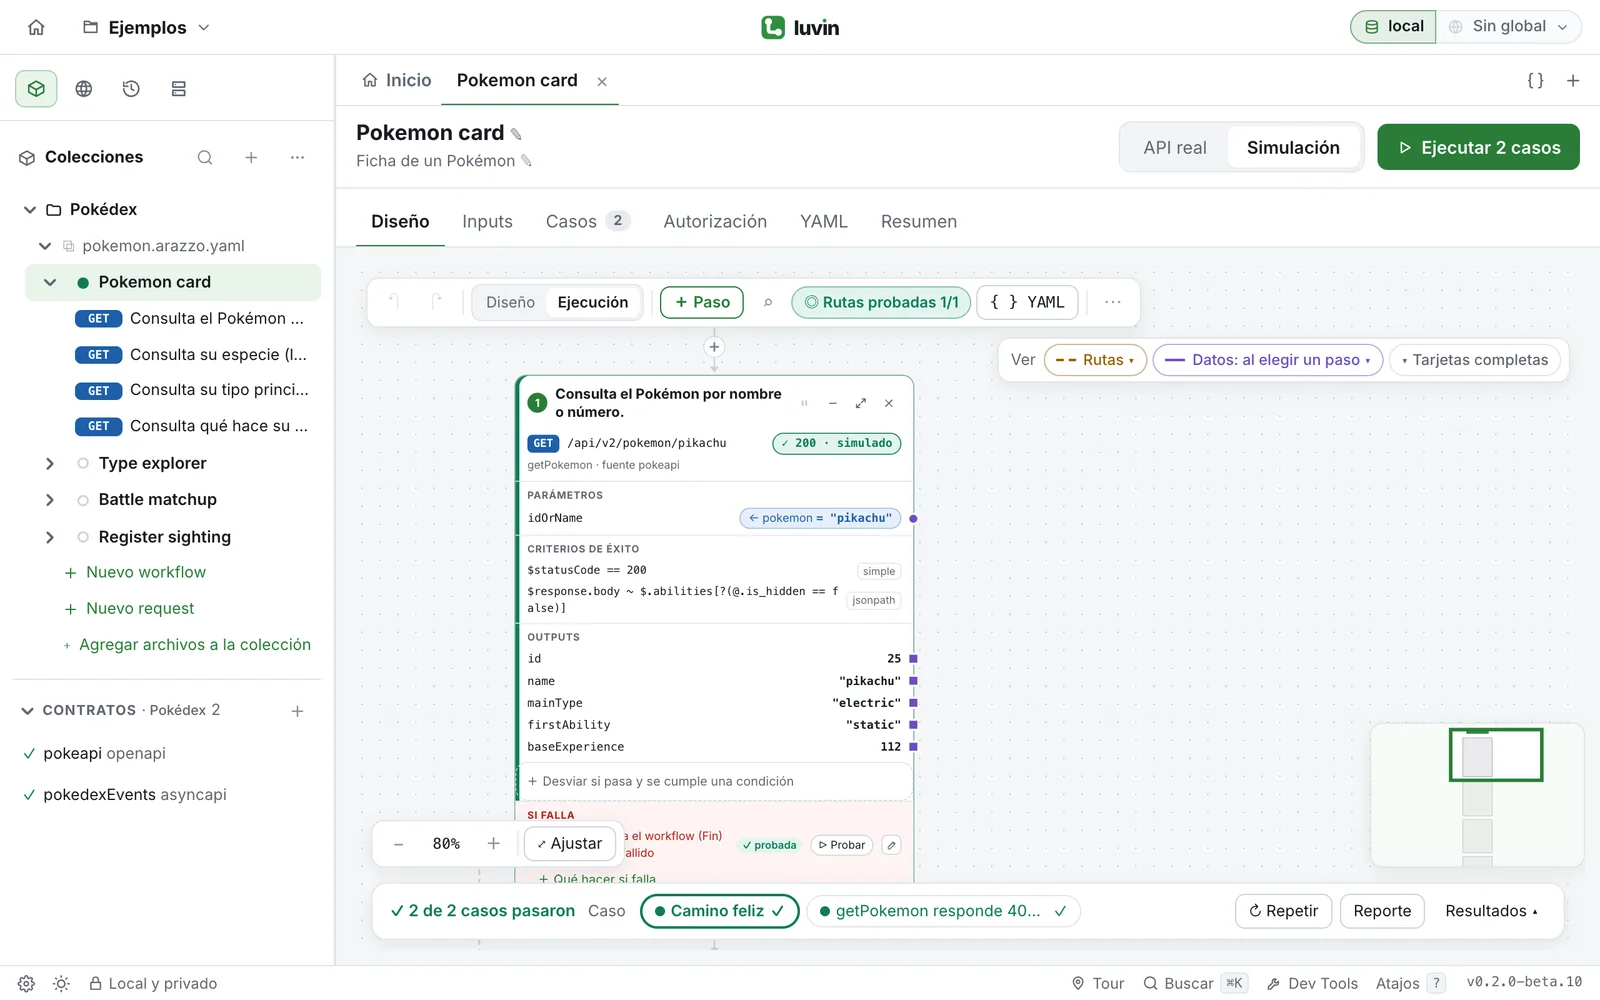 Ejemplos
luvin
local
Sin global
Inicio
Pokemon card
Pokemon card
Ficha de un Pokémon
API real
Simulación
Ejecutar 2 casos
Colecciones
Pokédex
pokemon.arazzo.yaml
Pokemon card
GET Consulta el Pokémon ...
GET Consulta su especie (l...
GET Consulta su tipo princi...
GET Consulta qué hace su ...
Type explorer
Battle matchup
Register sighting
+ Nuevo workflow
+ Nuevo request
+ Agregar archivos a la colección
CONTRATOS · Pokédex 2
pokeapi openapi
pokedexEvents asyncapi
Diseño
Inputs
Casos 2
Autorización
YAML
Resumen
Diseño
Ejecución
+ Paso
Rutas probadas 1/1
{ } YAML
Ver
Rutas
Datos: al elegir un paso
Tarjetas completas
1
Consulta el Pokémon por nombre
o número.
GET /api/v2/pokemon/pikachu
✓ 200 · simulado
getPokemon · fuente pokeapi
PARÁMETROS
idOrName
← pokemon = "pikachu"
CRITERIOS DE ÉXITO
$statusCode == 200
simple
$response.body ~ $.abilities[?(@.is_hidden == f
alse)]
jsonpath
OUTPUTS
id 25
name "pikachu"
mainType "electric"
firstAbility "static"
baseExperience 112
+ Desviar si pasa y se cumple una condición
SI FALLA
a el workflow (Fin)
allido
✓ probada
Probar
+ Qué hacer si falla
− 80% +
Ajustar
✓ 2 de 2 casos pasaron
Caso
Camino feliz ✓
getPokemon responde 40... ✓
Repetir
Reporte
Resultados
Local y privado
Tour
Buscar ⌘K
Dev Tools
Atajos ?
v0.2.0-beta.10